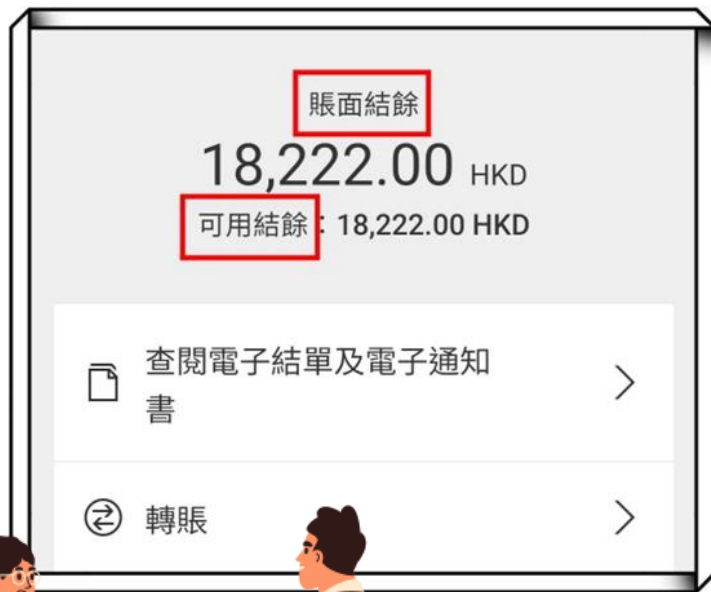 賬面結餘
18,222.00 HKD
可用結餘：18,222.00 HKD
查閱電子結單及電子通知
書
轉賬